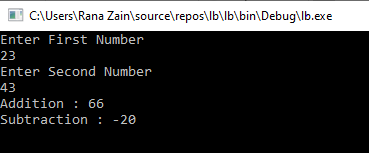 C:\Users\Rana Zain\source\repos\lb\lb\bin\Debug\lb.exe
Enter First Number
23
Enter Second Number
43
Addition : 66
Subtraction : -20